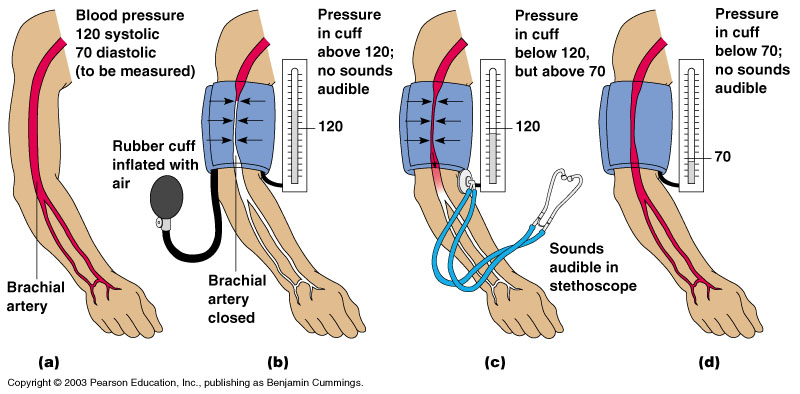 Blood pressure
120 systolic
70 diastolic
(to be measured)
Brachial
artery
(a)
Pressure
in cuff
above 120;
no sounds
audible
120
Rubber cuff
inflated with
air
Brachial
artery
closed
(b)
Pressure
in cuff
below 120,
but above 70
120
Sounds
audible in
stethoscope
(c)
Pressure
in cuff
below 70;
no sounds
audible
70
(d)
Copyright © 2003 Pearson Education, Inc., publishing as Benjamin Cummings.